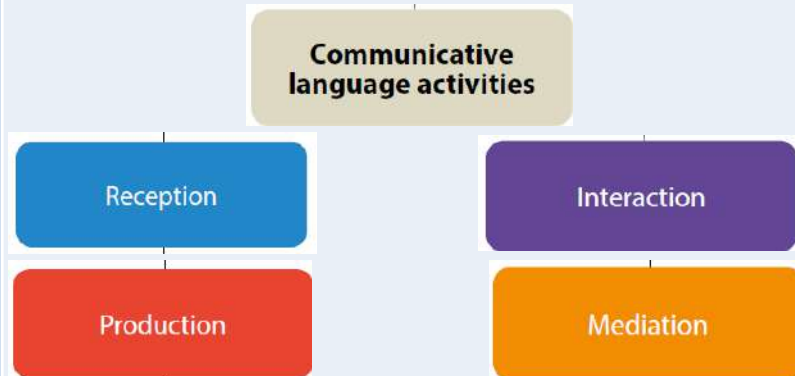 Communicative
language activities
Reception
Interaction
Production
Mediation